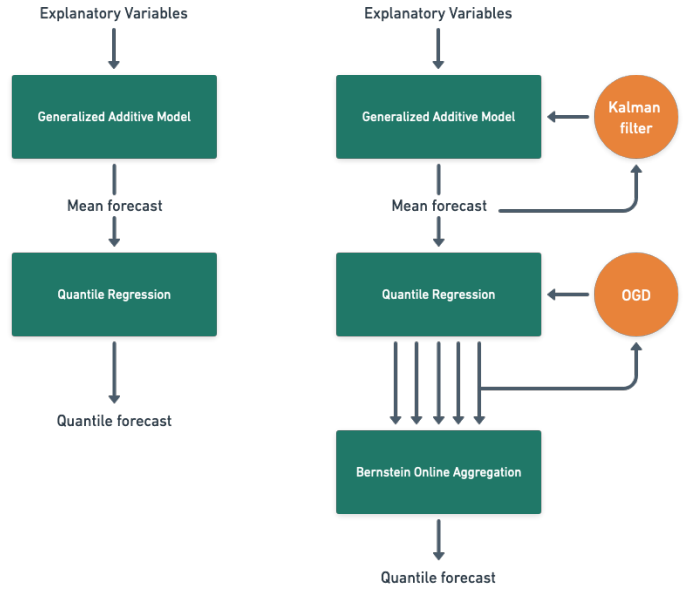 Explanatory Variables
Generalized Additive Model
Mean forecast
Quantile Regression
Quantile forecast
Explanatory Variables
Generalized Additive Model
Kalman
filter
Mean forecast
Quantile Regression
OGD
Bernstein Online Aggregation
Quantile forecast